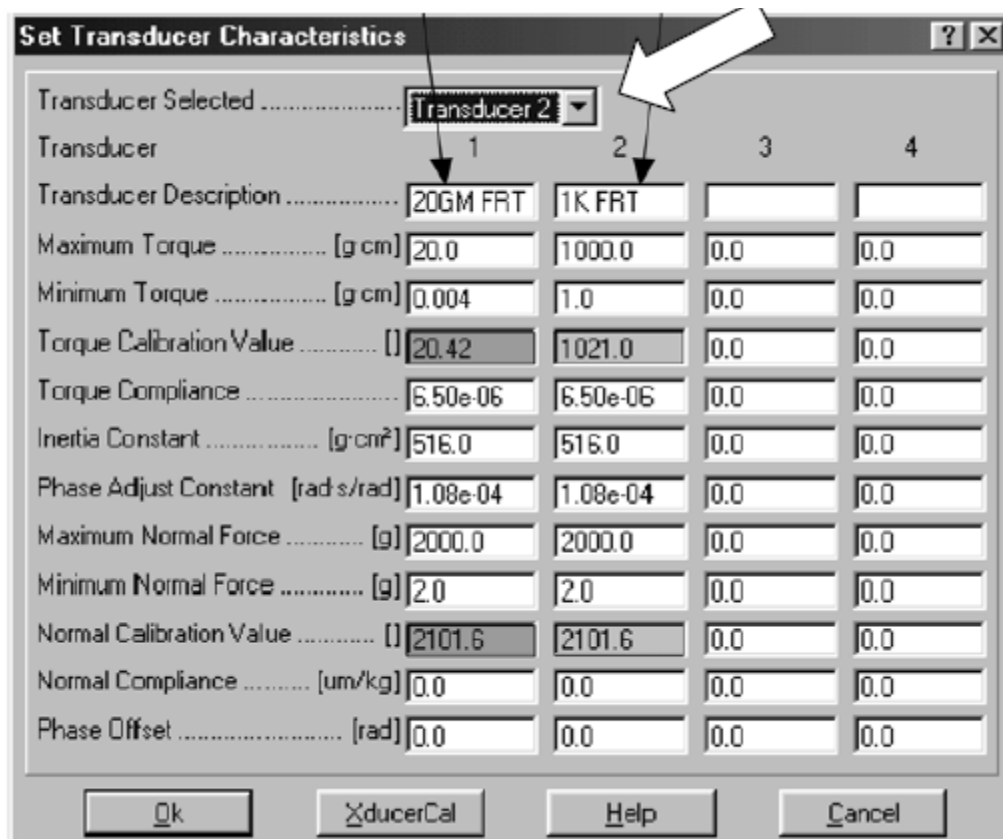 Set Transducer Characteristics
Transducer Selected .................... Transducer 2
Transducer 1 2 3 4
Transducer Description ................. 20GM FRT 1K FRT
Maximum Torque ................ [g·cm] 20.0 1000.0 0.0 0.0
Minimum Torque ................. [g·cm] 0.004 1.0 0.0 0.0
Torque Calibration Value ............ [] 20.42 1021.0 0.0 0.0
Torque Compliance ....................... 6.50e-06 6.50e-06 0.0 0.0
Inertia Constant ................. [g·cm²] 516.0 516.0 0.0 0.0
Phase Adjust Constant [rad·s/rad] 1.08e-04 1.08e-04 0.0 0.0
Maximum Normal Force ............ [g] 2000.0 2000.0 0.0 0.0
Minimum Normal Force ............. [g] 2.0 2.0 0.0 0.0
Normal Calibration Value ............ [] 2101.6 2101.6 0.0 0.0
Normal Compliance .......... [um/kg] 0.0 0.0 0.0 0.0
Phase Offset ......................... [rad] 0.0 0.0 0.0 0.0
Ok XducerCal Help Cancel